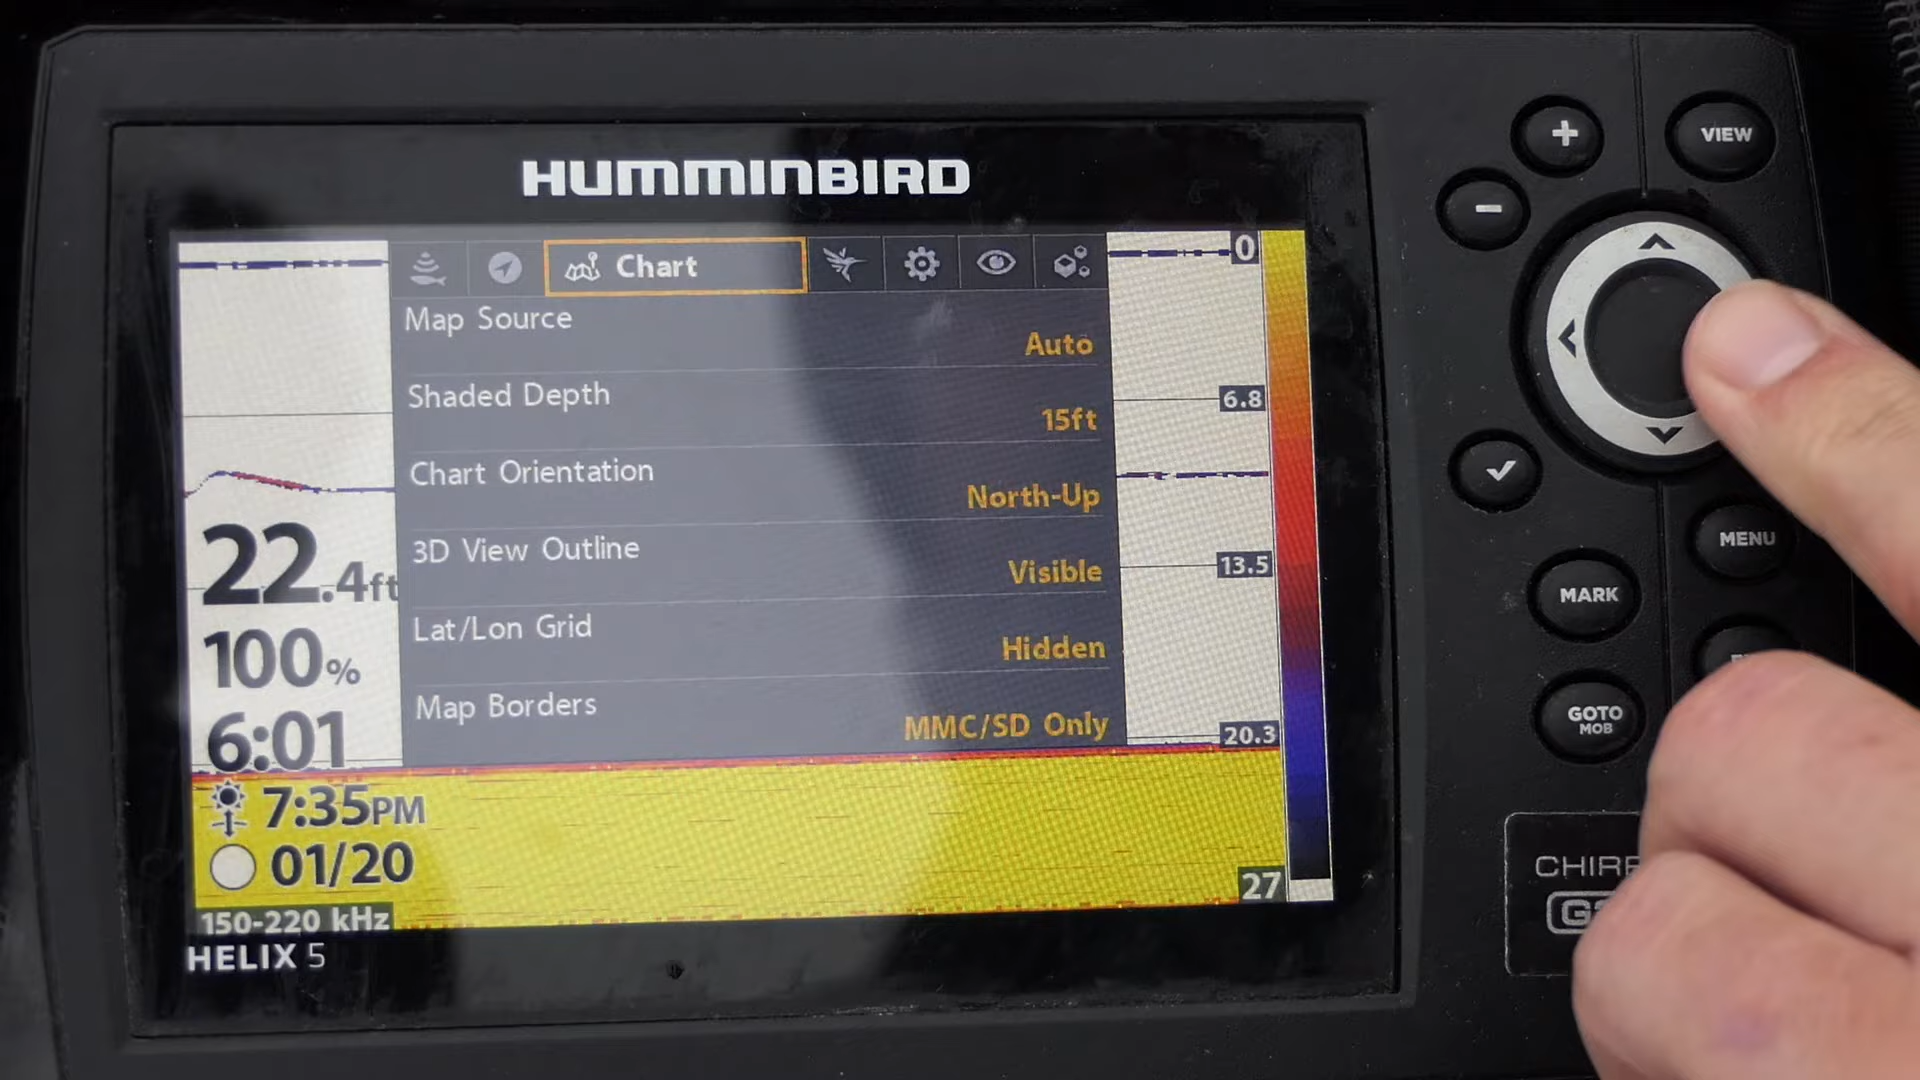 HUMMINBIRD
Chart
Map Source
Auto
Shaded Depth
15ft
Chart Orientation
North-Up
3D View Outline
Visible
Lat/Lon Grid
Hidden
Map Borders
MMC/SD Only
22.4ft
100%
6:01
7:35PM
01/20
150-220 kHz
0
6.8
13.5
20.3
27
HELIX 5
+
VIEW
-
MENU
MARK
GOTO
MOB